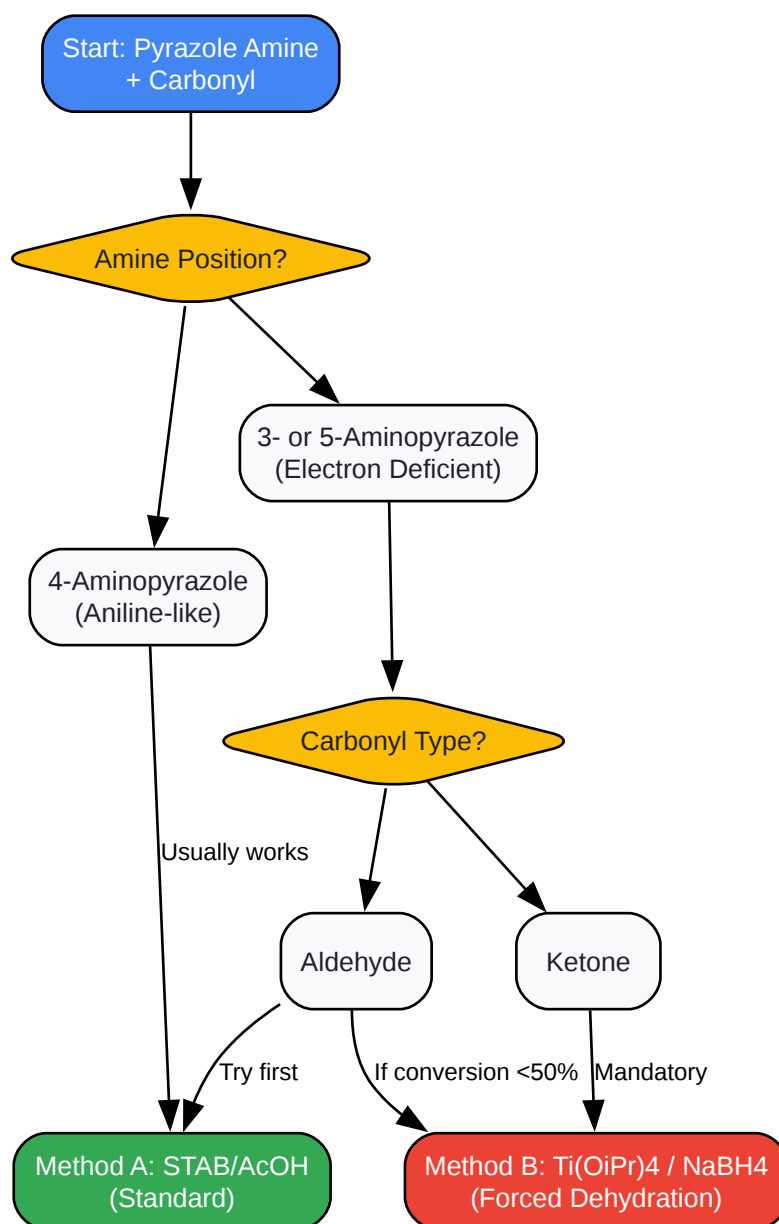 Start: Pyrazole Amine
+ Carbonyl
Amine Position?
3- or 5-Aminopyrazole
(Electron Deficient)
4-Aminopyrazole
(Aniline-like)
Carbonyl Type?
Usually works
Aldehyde
Ketone
Try first
If conversion <50%
Mandatory
Method A: STAB/AcOH
(Standard)
Method B: Ti(OiPr)4 / NaBH4
(Forced Dehydration)